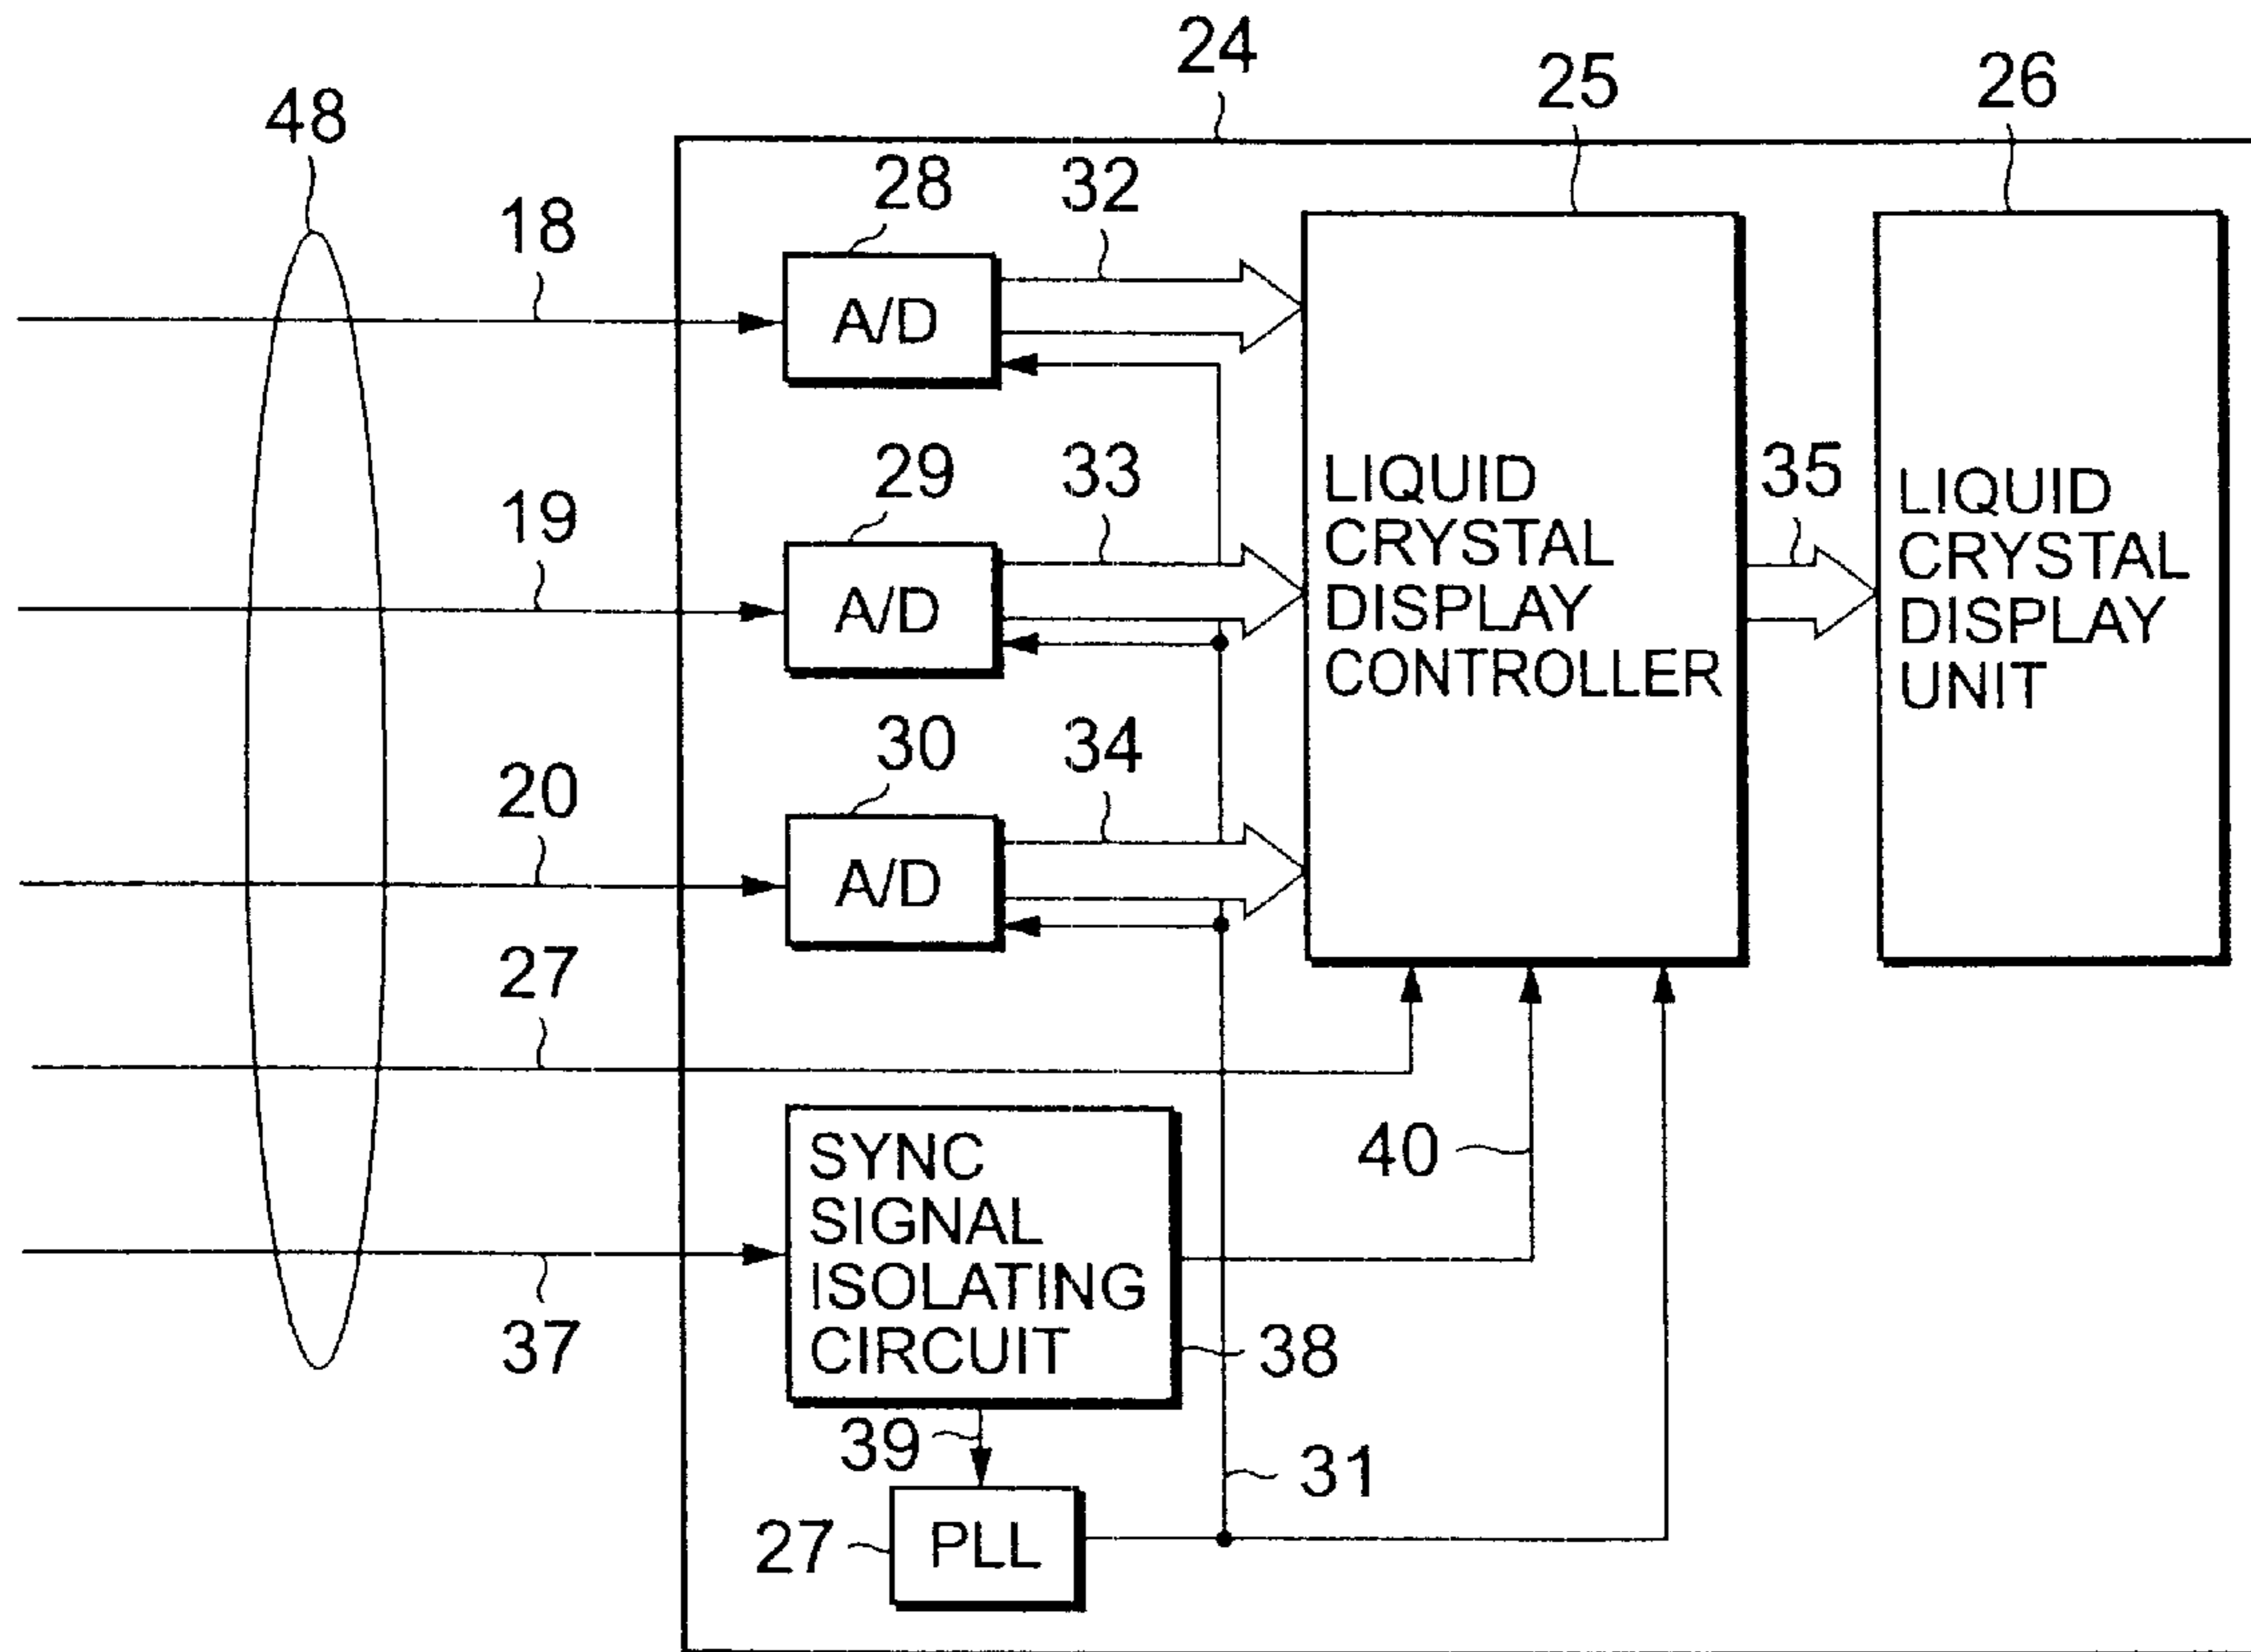 24
25
26
48
28
32
18
A/D
29
33
19
A/D
LIQUID
CRYSTAL
DISPLAY
CONTROLLER
35
LIQUID
CRYSTAL
DISPLAY
UNIT
30
34
20
A/D
27
40
SYNC
SIGNAL
ISOLATING
CIRCUIT
37
38
39
31
27
PLL